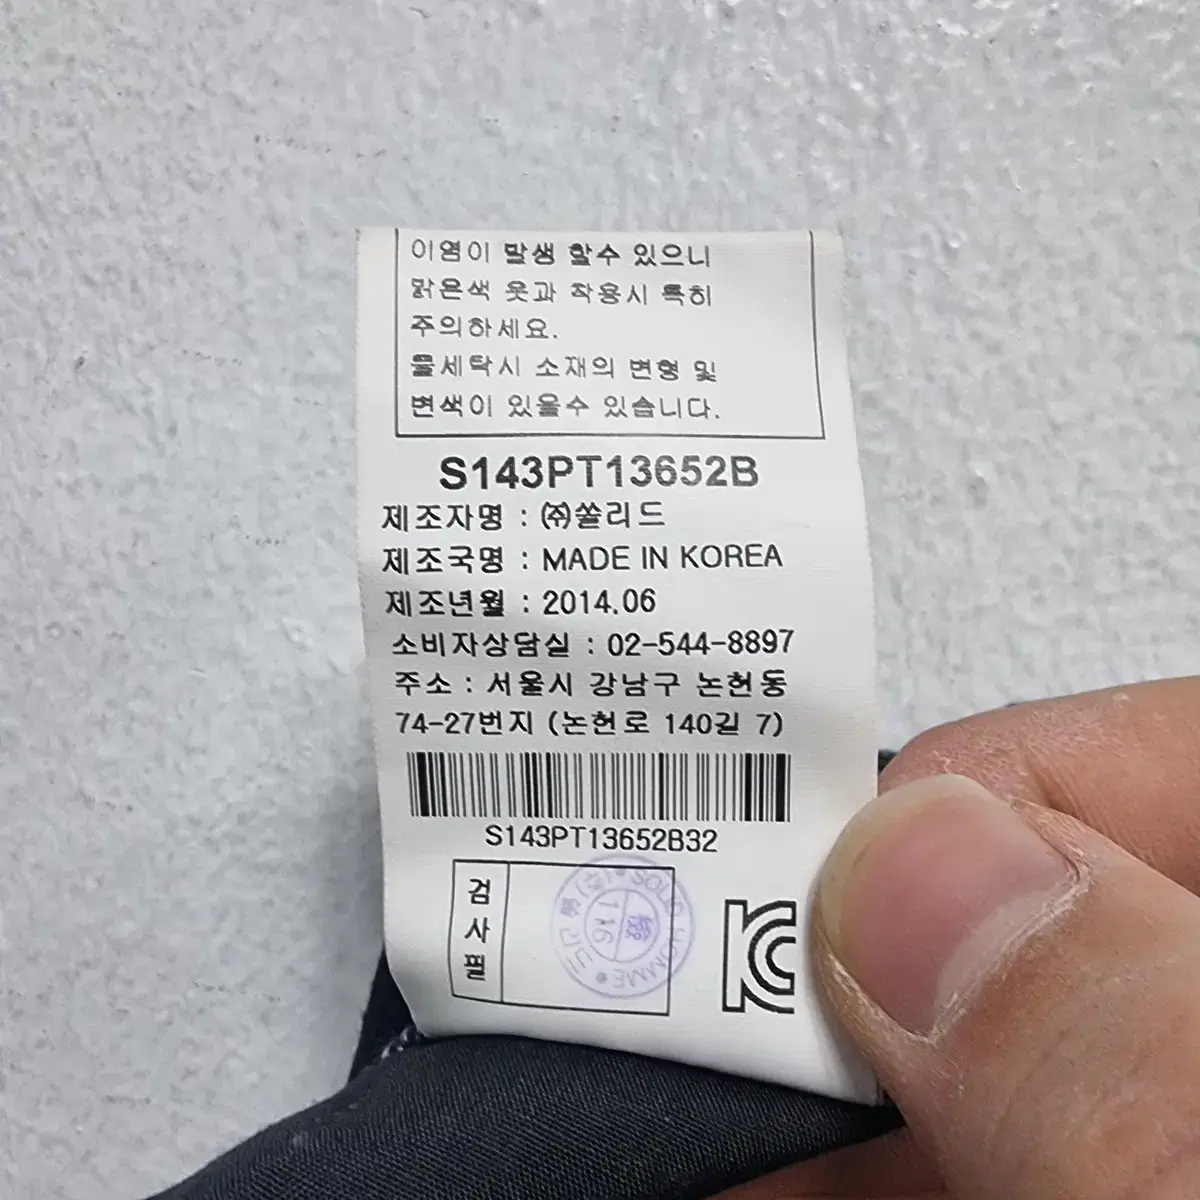 이염이 발생 할수 있으니
밝은색 옷과 착용시 특히
주의하세요.
물세탁시 소재의 변형 및
변색이 있을수 있습니다.
S143PT13652B
제조자명 : ㈜쏠리드
제조국명 : MADE IN KOREA
제조년월 : 2014.06
소비자상담실 : 02-544-8897
주소 : 서울시 강남구 논현동
74-27번지 (논현로 140길 7)
S143PT13652B32
검사필
SOLID HOMME
116
KC